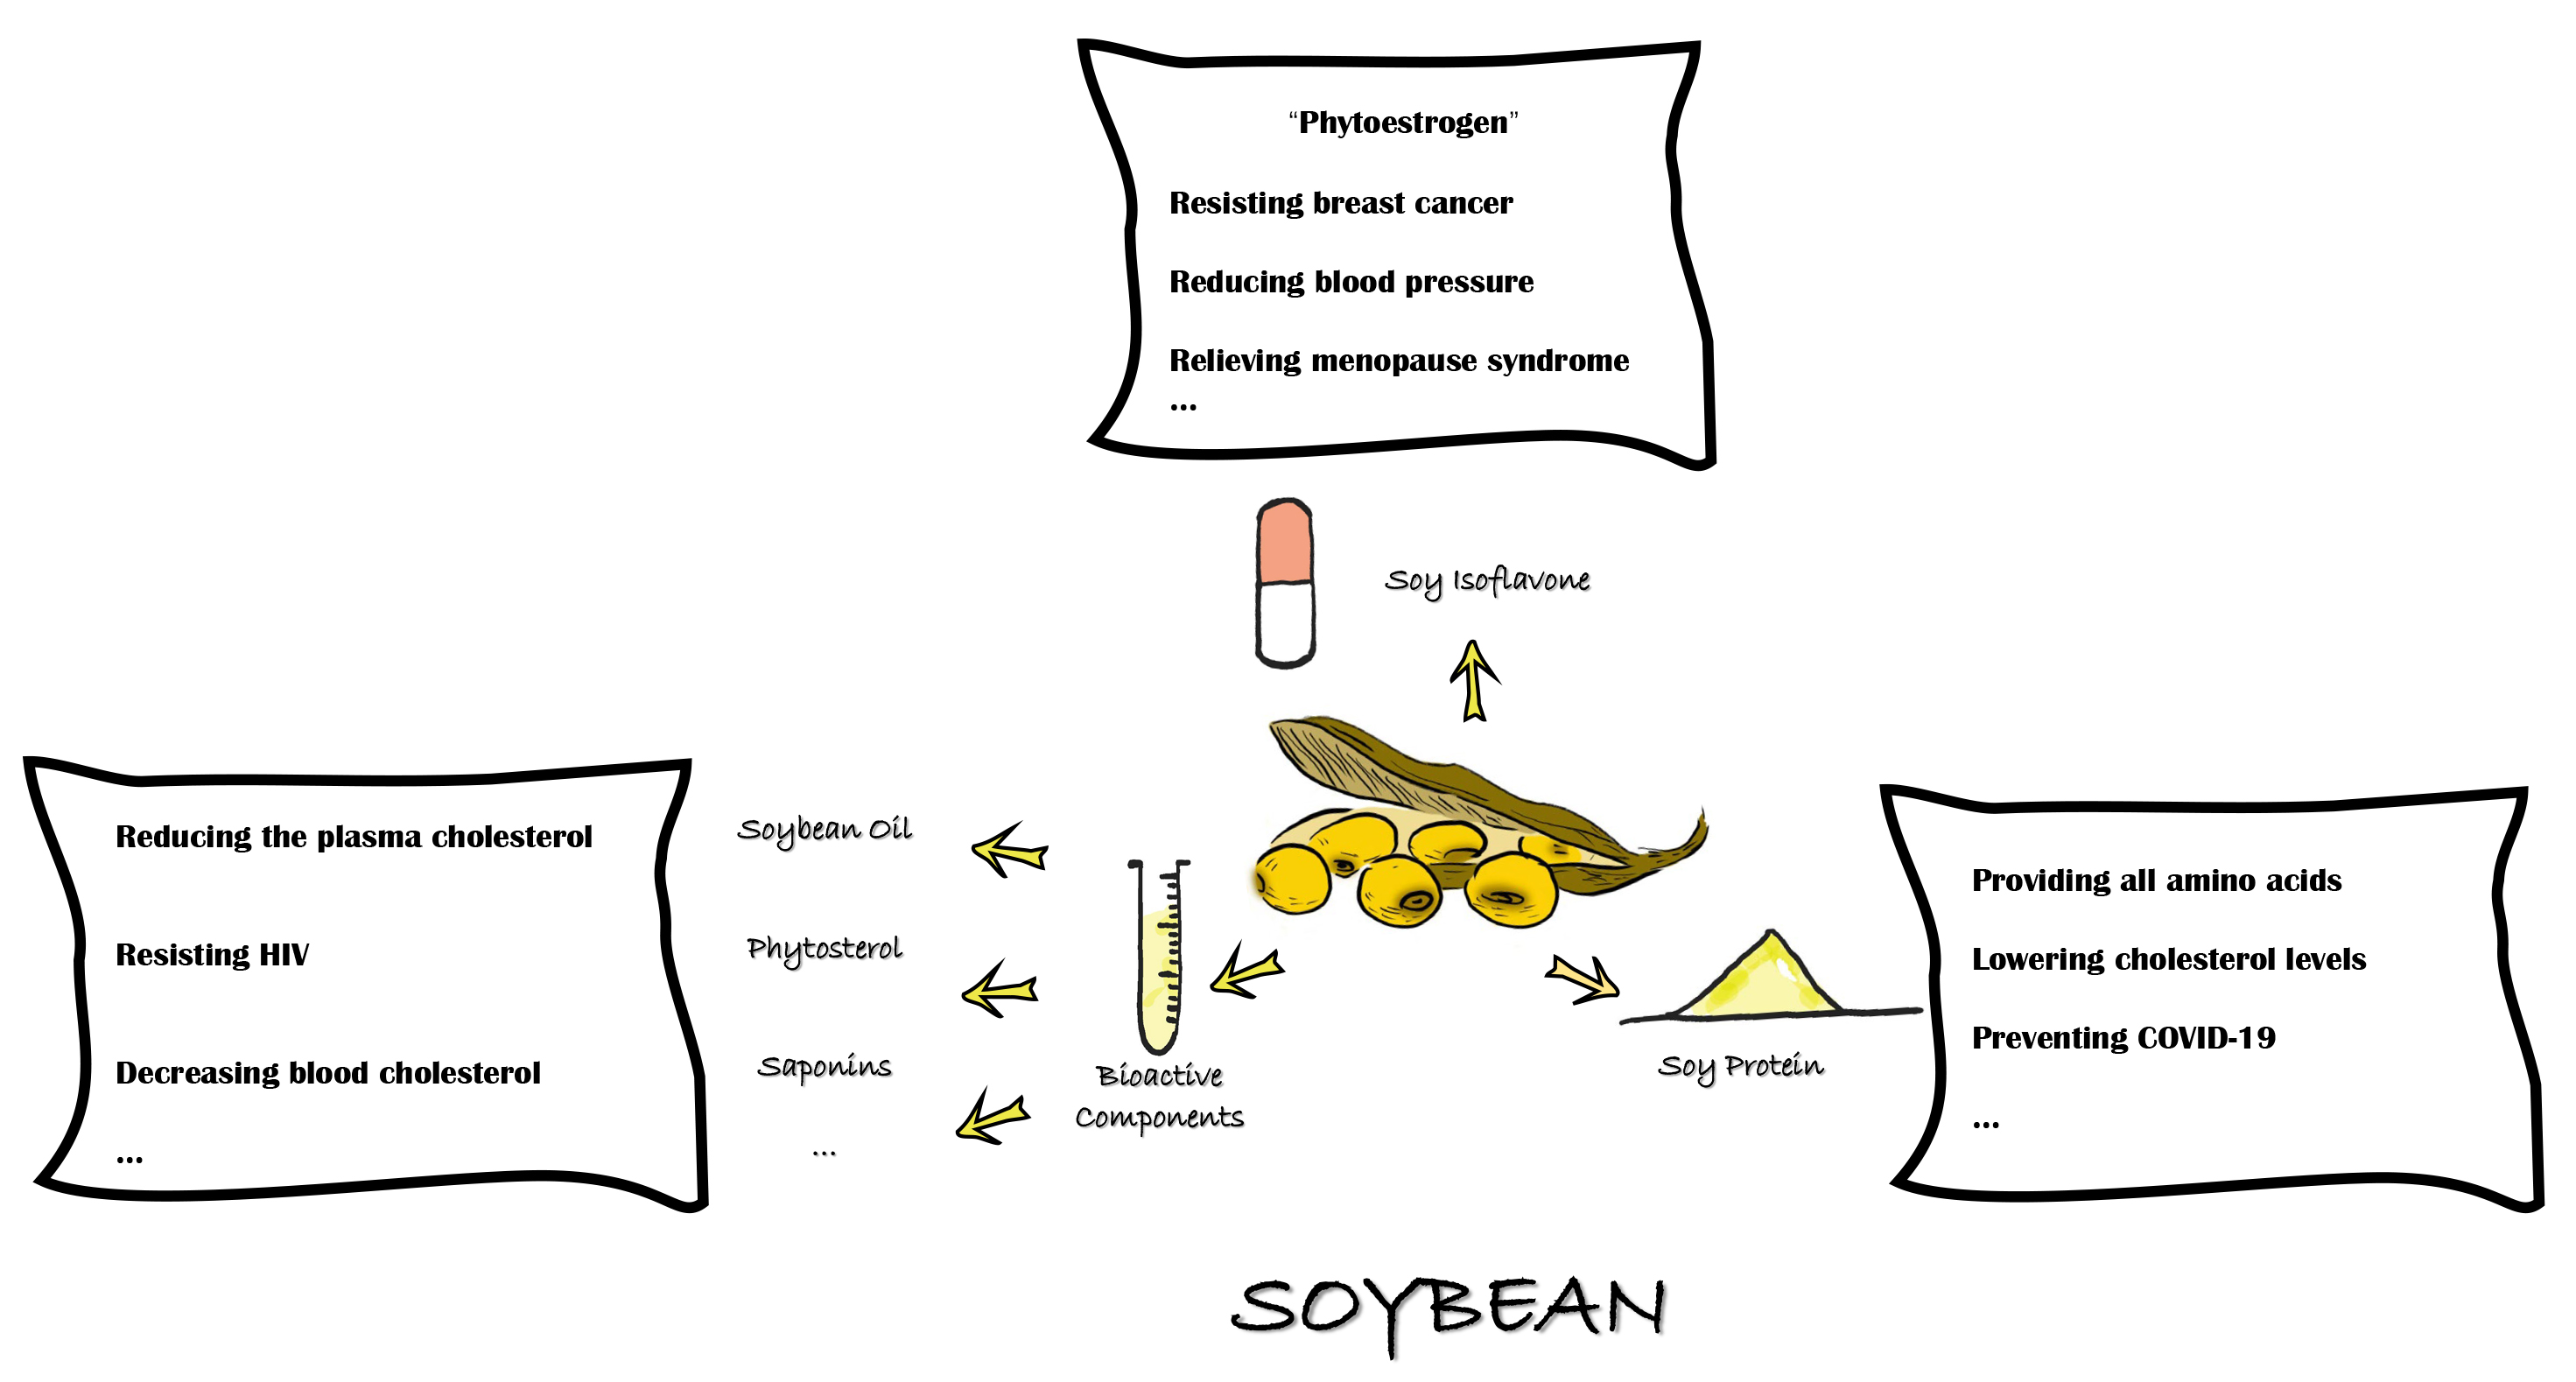 “Phytoestrogen”
Resisting breast cancer
Reducing blood pressure
Relieving menopause syndrome
...
Soy Isoflavone
Reducing the plasma cholesterol
Resisting HIV
Decreasing blood cholesterol
...
Soybean Oil
Phytosterol
Saponins
...
Bioactive
Components
Soy Protein
Providing all amino acids
Lowering cholesterol levels
Preventing COVID-19
...
SOYBEAN